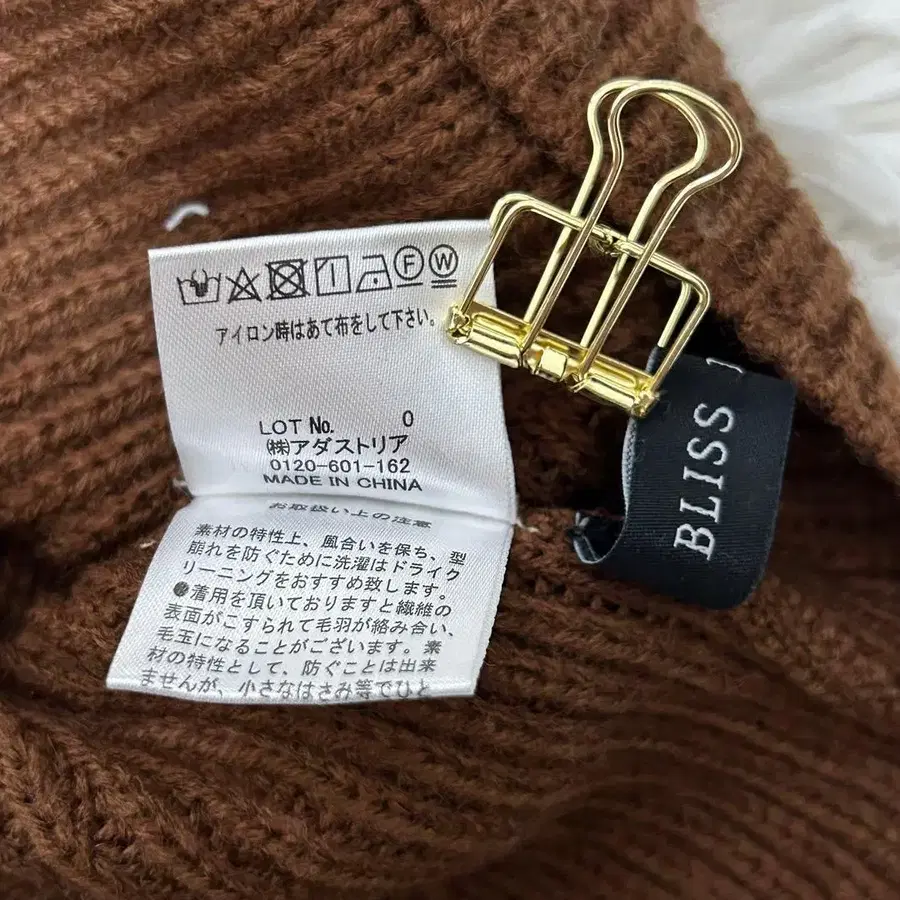 F W
アイロン時はあて布をして下さい。
LOT No. 0
㈱アダストリア
0120-601-162
MADE IN CHINA
お取扱い上の注意
素材の特性上、風合いを保ち、型
崩れを防ぐために洗濯はドライク
リーニングをおすすめ致します。
着用を頂いておりますと繊維の
表面がこすられて毛羽が絡み合い、
毛玉になることがございます。素
材の特性として、防ぐことは出来
ませんが、小さなはさみ等でひと
BLISS